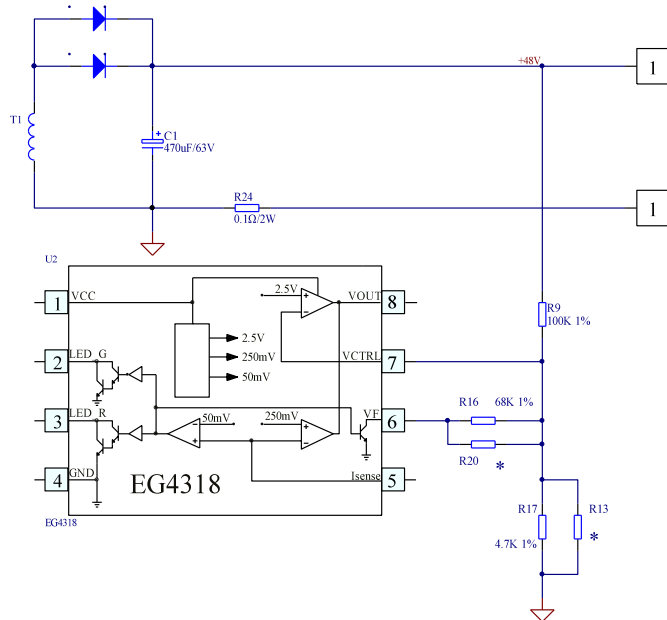 +48V
1
T1
C1
470uF/63V
R24
0.1Ω/2W
1
U2
VCC
2.5V
VOUT
1
8
R9
100K 1%
2.5V
250mV
50mV
LED_G
VCTRL
2
7
R16 68K 1%
LED_R
50mV
250mV
VF
3
6
R20
*
GND
EG4318
Isense
4
5
R17
R13
4.7K 1%
*
EG4318